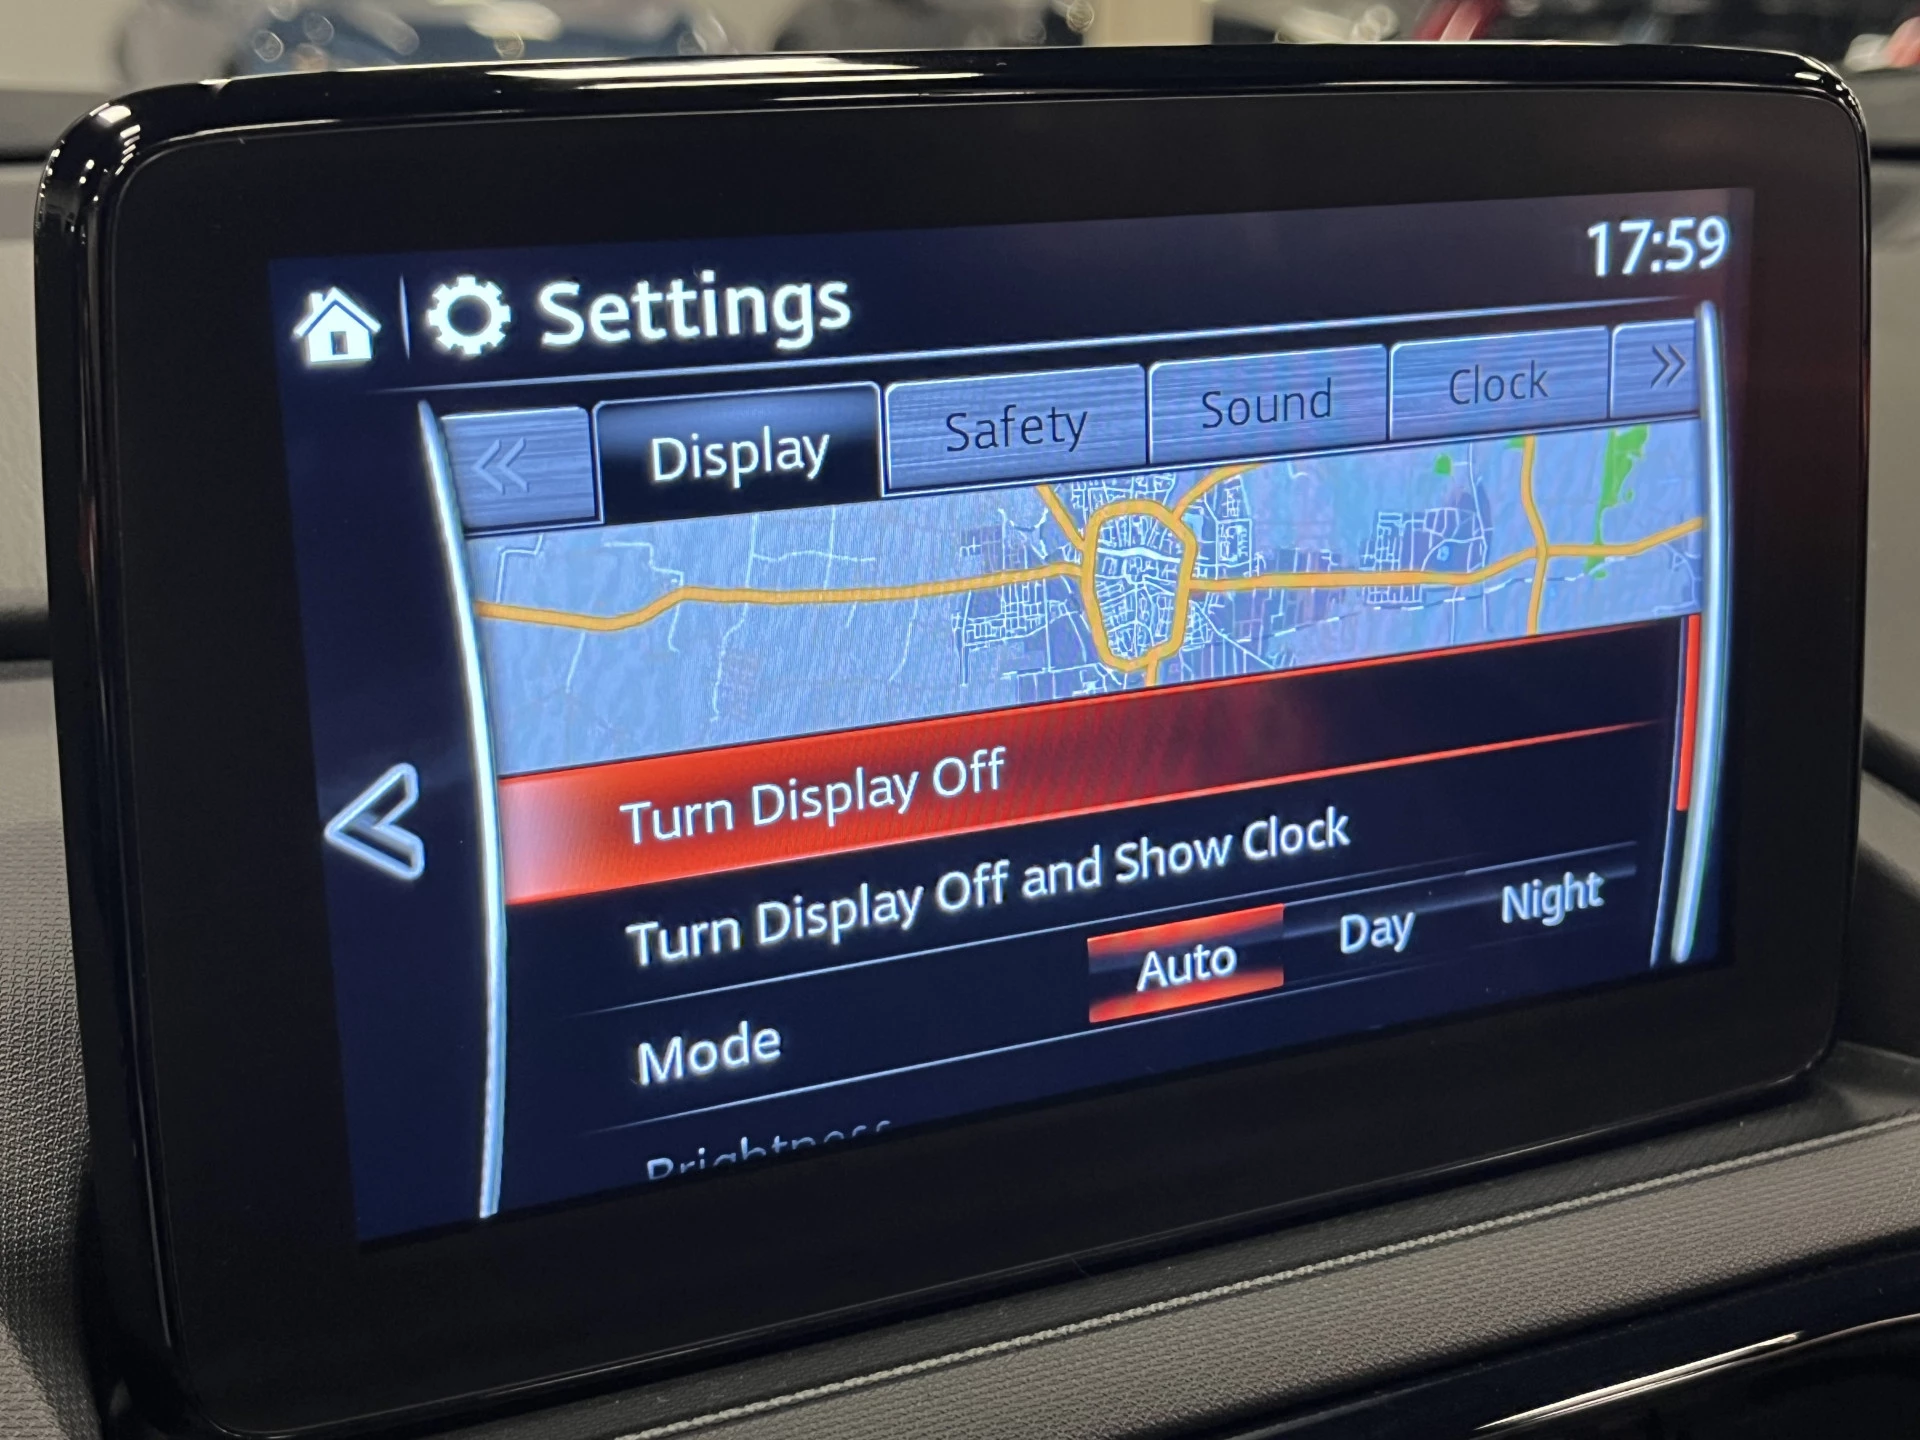 17:59
Settings
« Display Safety Sound Clock »
Turn Display Off
Turn Display Off and Show Clock
Mode Auto Day Night
Brightness